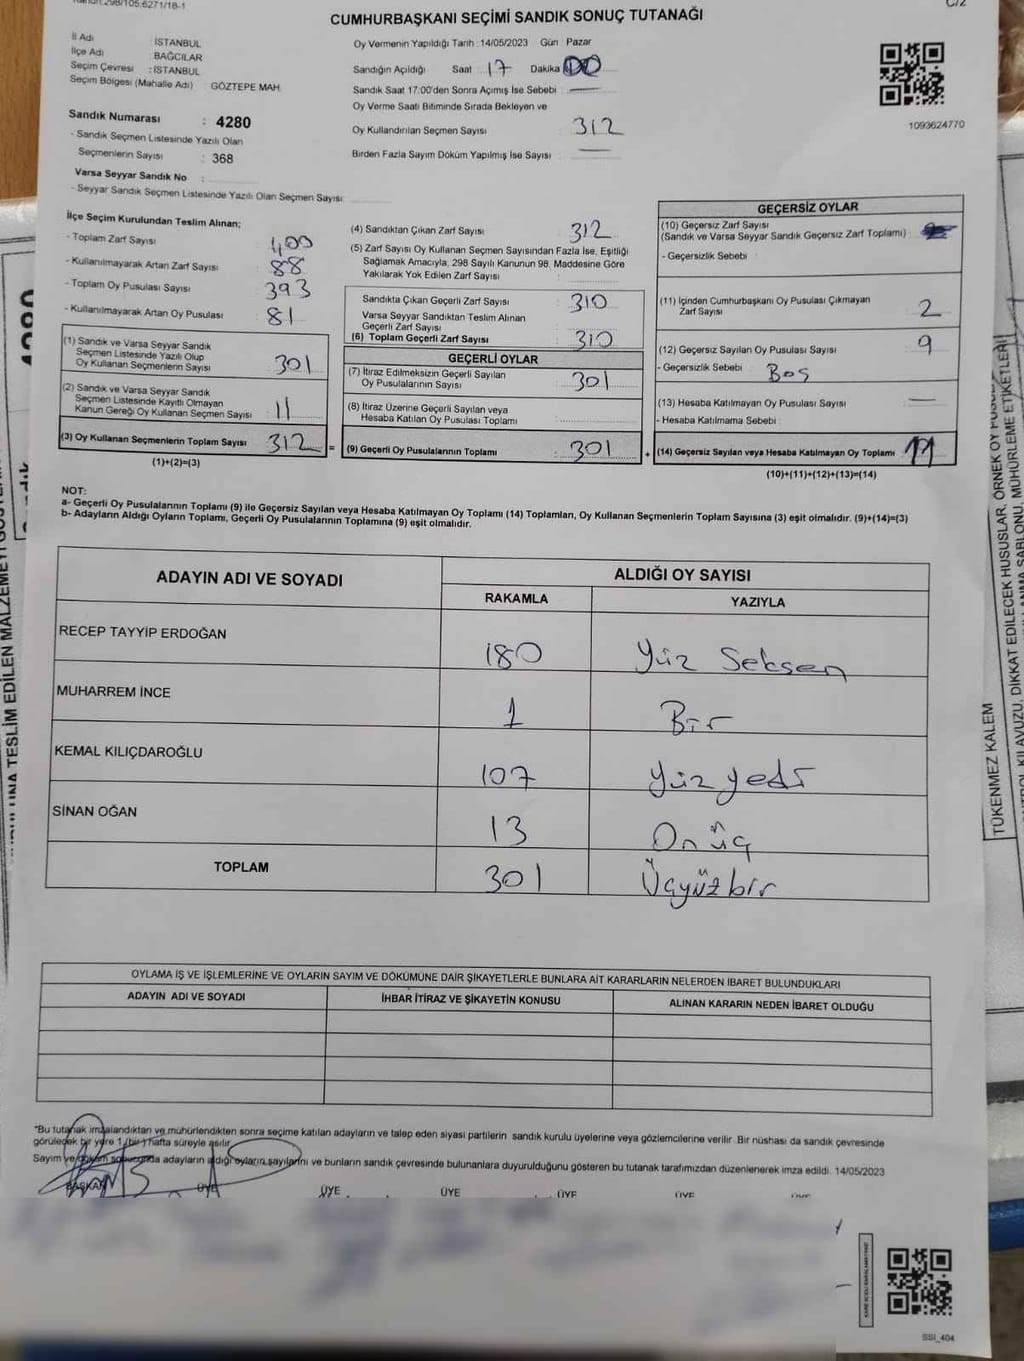 298/105,6271/18-1
C/2
CUMHURBAŞKANI SEÇİMİ SANDIK SONUÇ TUTANAĞI
İl Adı : İSTANBUL
İlçe Adı : BAĞCILAR
Seçim Çevresi : İSTANBUL
Seçim Bölgesi (Mahalle Adı) : GÖZTEPE MAH.
Sandık Numarası : 4280
- Sandık Seçmen Listesinde Yazılı Olan
Seçmenlerin Sayısı : 368
Varsa Seyyar Sandık No :
- Seyyar Sandık Seçmen Listesinde Yazılı Olan Seçmen Sayısı:
Oy Vermenin Yapıldığı Tarih : 14/05/2023 Gün : Pazar
Sandığın Açıldığı Saat : 17 Dakika : 00
Sandık Saat 17:00'den Sonra Açımış İse Sebebi : —
Oy Verme Saati Bitiminde Sırada Bekleyen ve
Oy Kullandırılan Seçmen Sayısı : 312
Birden Fazla Sayım Döküm Yapılmış İse Sayısı : —
1093624770
İlçe Seçim Kurulundan Teslim Alınan;
- Toplam Zarf Sayısı : 400
- Kullanılmayarak Artan Zarf Sayısı : 88
- Toplam Oy Pusulası Sayısı : 393
- Kullanılmayarak Artan Oy Pusulası : 81
(1) Sandık ve Varsa Seyyar Sandık
Seçmen Listesinde Yazılı Olup
Oy Kullanan Seçmenlerin Sayısı : 301
(2) Sandık ve Varsa Seyyar Sandık
Seçmen Listesinde Kayıtlı Olmayan
Kanun Gereği Oy Kullanan Seçmen Sayısı : 11
(3) Oy Kullanan Seçmenlerin Toplam Sayısı : 312 =
(1)+(2)=(3)
(4) Sandıktan Çıkan Zarf Sayısı : 312
(5) Zarf Sayısı Oy Kullanan Seçmen Sayısından Fazla İse, Eşitliği
Sağlamak Amacıyla, 298 Sayılı Kanunun 98. Maddesine Göre
Yakılarak Yok Edilen Zarf Sayısı :
Sandıkta Çıkan Geçerli Zarf Sayısı : 310
Varsa Seyyar Sandıktan Teslim Alınan
Geçerli Zarf Sayısı :
(6) Toplam Geçerli Zarf Sayısı : 310
GEÇERLİ OYLAR
(7) İtiraz Edilmeksizin Geçerli Sayılan
Oy Pusulalarının Sayısı : 301
(8) İtiraz Üzerine Geçerli Sayılan veya
Hesaba Katılan Oy Pusulası Toplamı :
(9) Geçerli Oy Pusulalarının Toplamı : 301 +
GEÇERSİZ OYLAR
(10) Geçersiz Zarf Sayısı
(Sandık ve Varsa Seyyar Sandık Geçersiz Zarf Toplamı) :
- Geçersizlik Sebebi :
(11) İçinden Cumhurbaşkanı Oy Pusulası Çıkmayan
Zarf Sayısı : 2
(12) Geçersiz Sayılan Oy Pusulası Sayısı : 9
- Geçersizlik Sebebi : Boş
(13) Hesaba Katılmayan Oy Pusulası Sayısı : —
- Hesaba Katılmama Sebebi :
(14) Geçersiz Sayılan veya Hesaba Katılmayan Oy Toplamı : 11
(10)+(11)+(12)+(13)=(14)
NOT:
a- Geçerli Oy Pusulalarının Toplamı (9) ile Geçersiz Sayılan veya Hesaba Katılmayan Oy Toplamı (14) Toplamları, Oy Kullanan Seçmenlerin Toplam Sayısına (3) eşit olmalıdır. (9)+(14)=(3)
b- Adayların Aldığı Oyların Toplamı, Geçerli Oy Pusulalarının Toplamına (9) eşit olmalıdır.
ADAYIN ADI VE SOYADI
ALDIĞI OY SAYISI
RAKAMLA YAZIYLA
RECEP TAYYİP ERDOĞAN 180 Yüz Seksen
MUHARREM İNCE 1 Bir
KEMAL KILIÇDAROĞLU 107 Yüz yedi
SİNAN OĞAN 13 On üç
TOPLAM 301 Üçyüzbir
OYLAMA İŞ VE İŞLEMLERİNE VE OYLARIN SAYIM VE DÖKÜMÜNE DAİR ŞİKAYETLERLE BUNLARA AİT KARARLARIN NELERDEN İBARET BULUNDUKLARI
ADAYIN ADI VE SOYADI İHBAR İTİRAZ VE ŞİKAYETİN KONUSU ALINAN KARARIN NEDEN İBARET OLDUĞU
"Bu tutanak imzalandıktan ve mühürlendikten sonra seçime katılan adayların ve talep eden siyasi partilerin sandık kurulu üyelerine veya gözlemcilerine verilir. Bir nüshası da sandık çevresinde
görülecek bir yere 1 (bir) hafta süreyle asılır.
Sayım ve döküm sonucunda adayların aldığı oyların sayılarını ve bunların sandık çevresinde bulunanlara duyurulduğunu gösteren bu tutanak tarafımızdan düzenlenerek imza edildi. 14/05/2023
BAŞKAN ÜYE ÜYE ÜYE ÜYE ÜYE
SSI_404
TESLİM EDİLEN MALZEMEYİ
4280
TÜKENMEZ KALEM
DİKKAT EDİLECEK HUSUSLAR, ÖRNEK OY PUSULASI
MÜHÜRLEME ETİKETLERİ